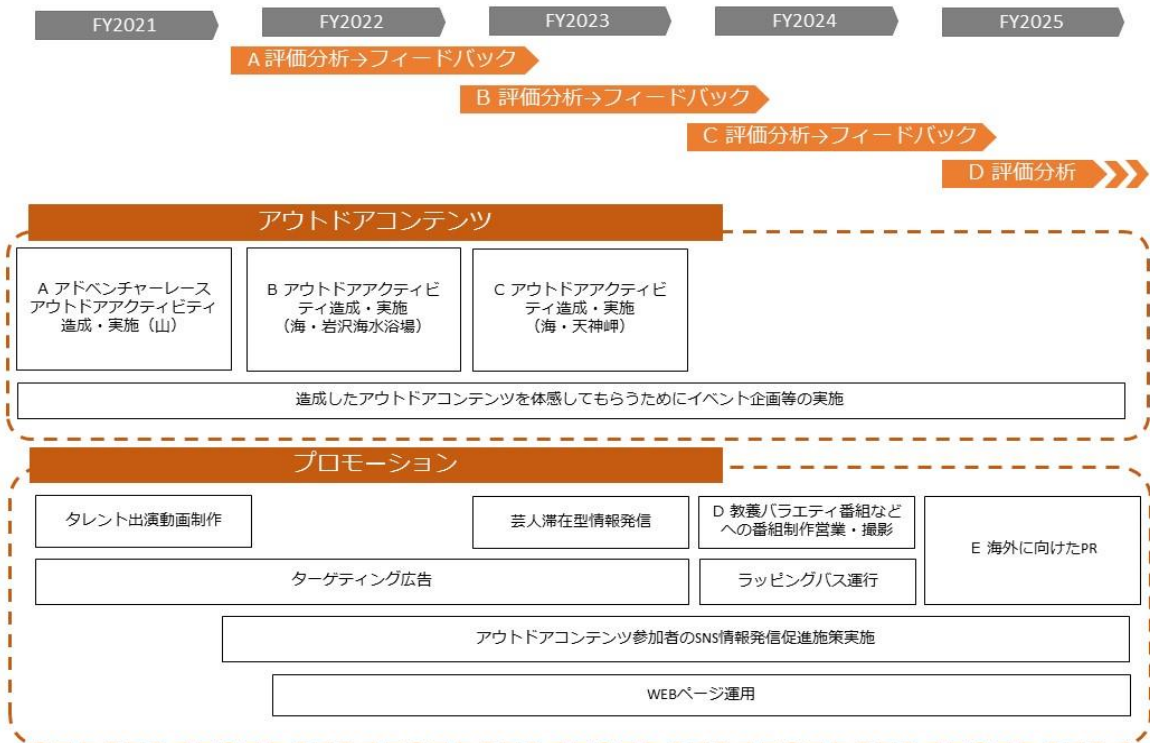 FY2021
FY2022
FY2023
FY2024
FY2025
A 評価分析→フィードバック
B 評価分析→フィードバック
C 評価分析→フィードバック
D 評価分析
アウトドアコンテンツ
A アドベンチャーレース
アウトドアアクティビティ
造成・実施（山）
B アウトドアアクティビ
ティ造成・実施
（海・岩沢海水浴場）
C アウトドアアクティビ
ティ造成・実施
（海・天神岬）
造成したアウトドアコンテンツを体感してもらうためにイベント企画等の実施
プロモーション
タレント出演動画制作
芸人滞在型情報発信
D 教養バラエティ番組など
への番組制作営業・撮影
E 海外に向けたPR
ターゲティング広告
ラッピングバス運行
アウトドアコンテンツ参加者のSNS情報発信促進施策実施
WEBページ運用